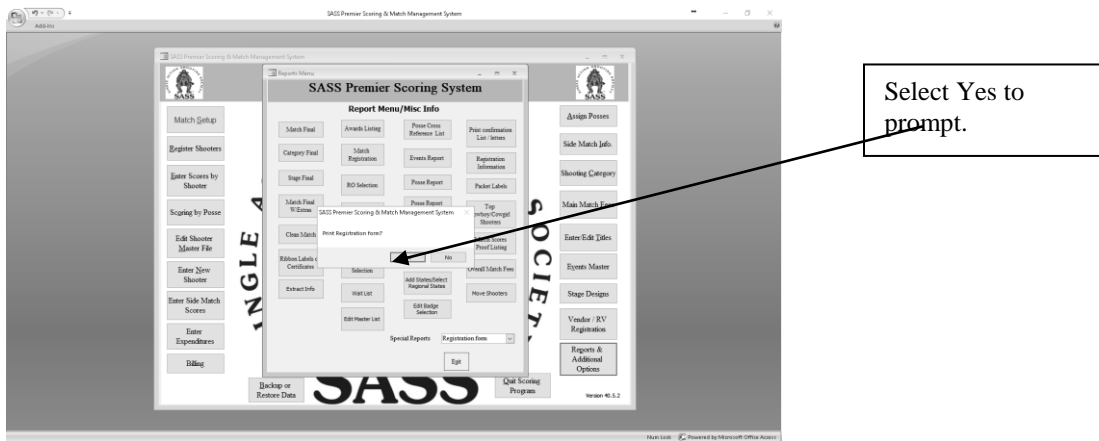 SASS Premier Scoring & Match Management System
Add-Ins
SASS Premier Scoring & Match Management System
SASS
SASS
Match Setup
Register Shooters
Enter Scores by
Shooter
Scoring by Posse
Edit Shooter
Master File
Enter New
Shooter
Enter Side Match
Scores
Enter
Expenditures
Billing
Backup or
Restore Data
INGLE
SOCIETY
SASS
Reports Menu
SASS Premier Scoring System
Report Menu/Misc Info
Match Final
Category Final
Stage Final
Match Final
W/Extras
Clean Match
Ribbon Labels
Certificates
Extract Info
Awards Listing
Match
Registration
RO Selection
Selection
Wait List
Edit Master List
Posse Cross
Reference List
Events Report
Posse Report
Posse Report
Add States/Select
Regional States
Edit Badge
Selection
Print confirmation
List / letters
Registration
Information
Packet Labels
Top
Cowboy/Cowgirl
Shooters
Scores
Proof Listing
Overall Match Fees
Move Shooters
SASS Premier Scoring & Match Management System
Print Registration form?
No
Special Reports
Registration form
Exit
Assign Posses
Side Match Info.
Shooting Category
Main Match Fees
Enter/Edit Titles
Events Master
Stage Designs
Vendor / RV
Registration
Reports &
Additional
Options
Quit Scoring
Program
Version 40.5.2
Num Lock
Powered by Microsoft Office Access
Select Yes to
prompt.